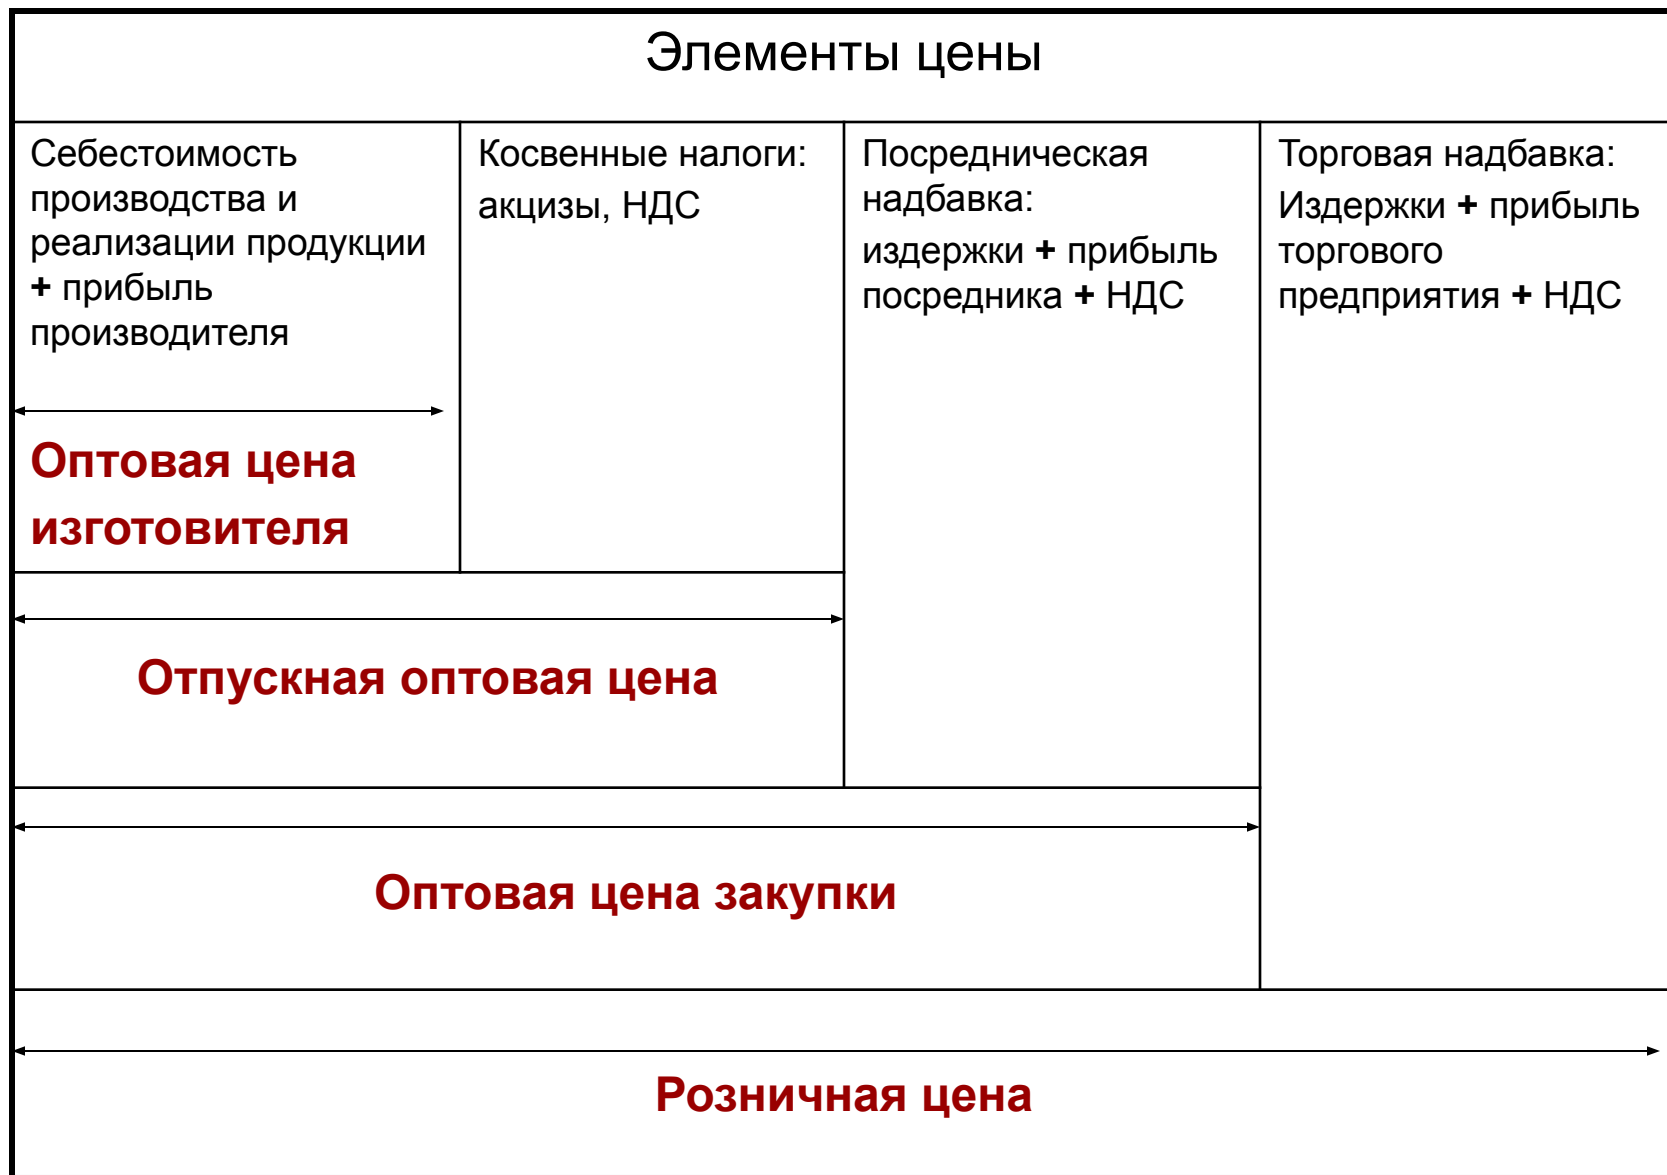 Элементы цены
Себестоимость
производства и
реализации продукции
+ прибыль
производителя
Косвенные налоги:
акцизы, НДС
Посредническая
надбавка:
издержки + прибыль
посредника + НДС
Торговая надбавка:
Издержки + прибыль
торгового
предприятия + НДС
Оптовая цена
изготовителя
Отпускная оптовая цена
Оптовая цена закупки
Розничная цена